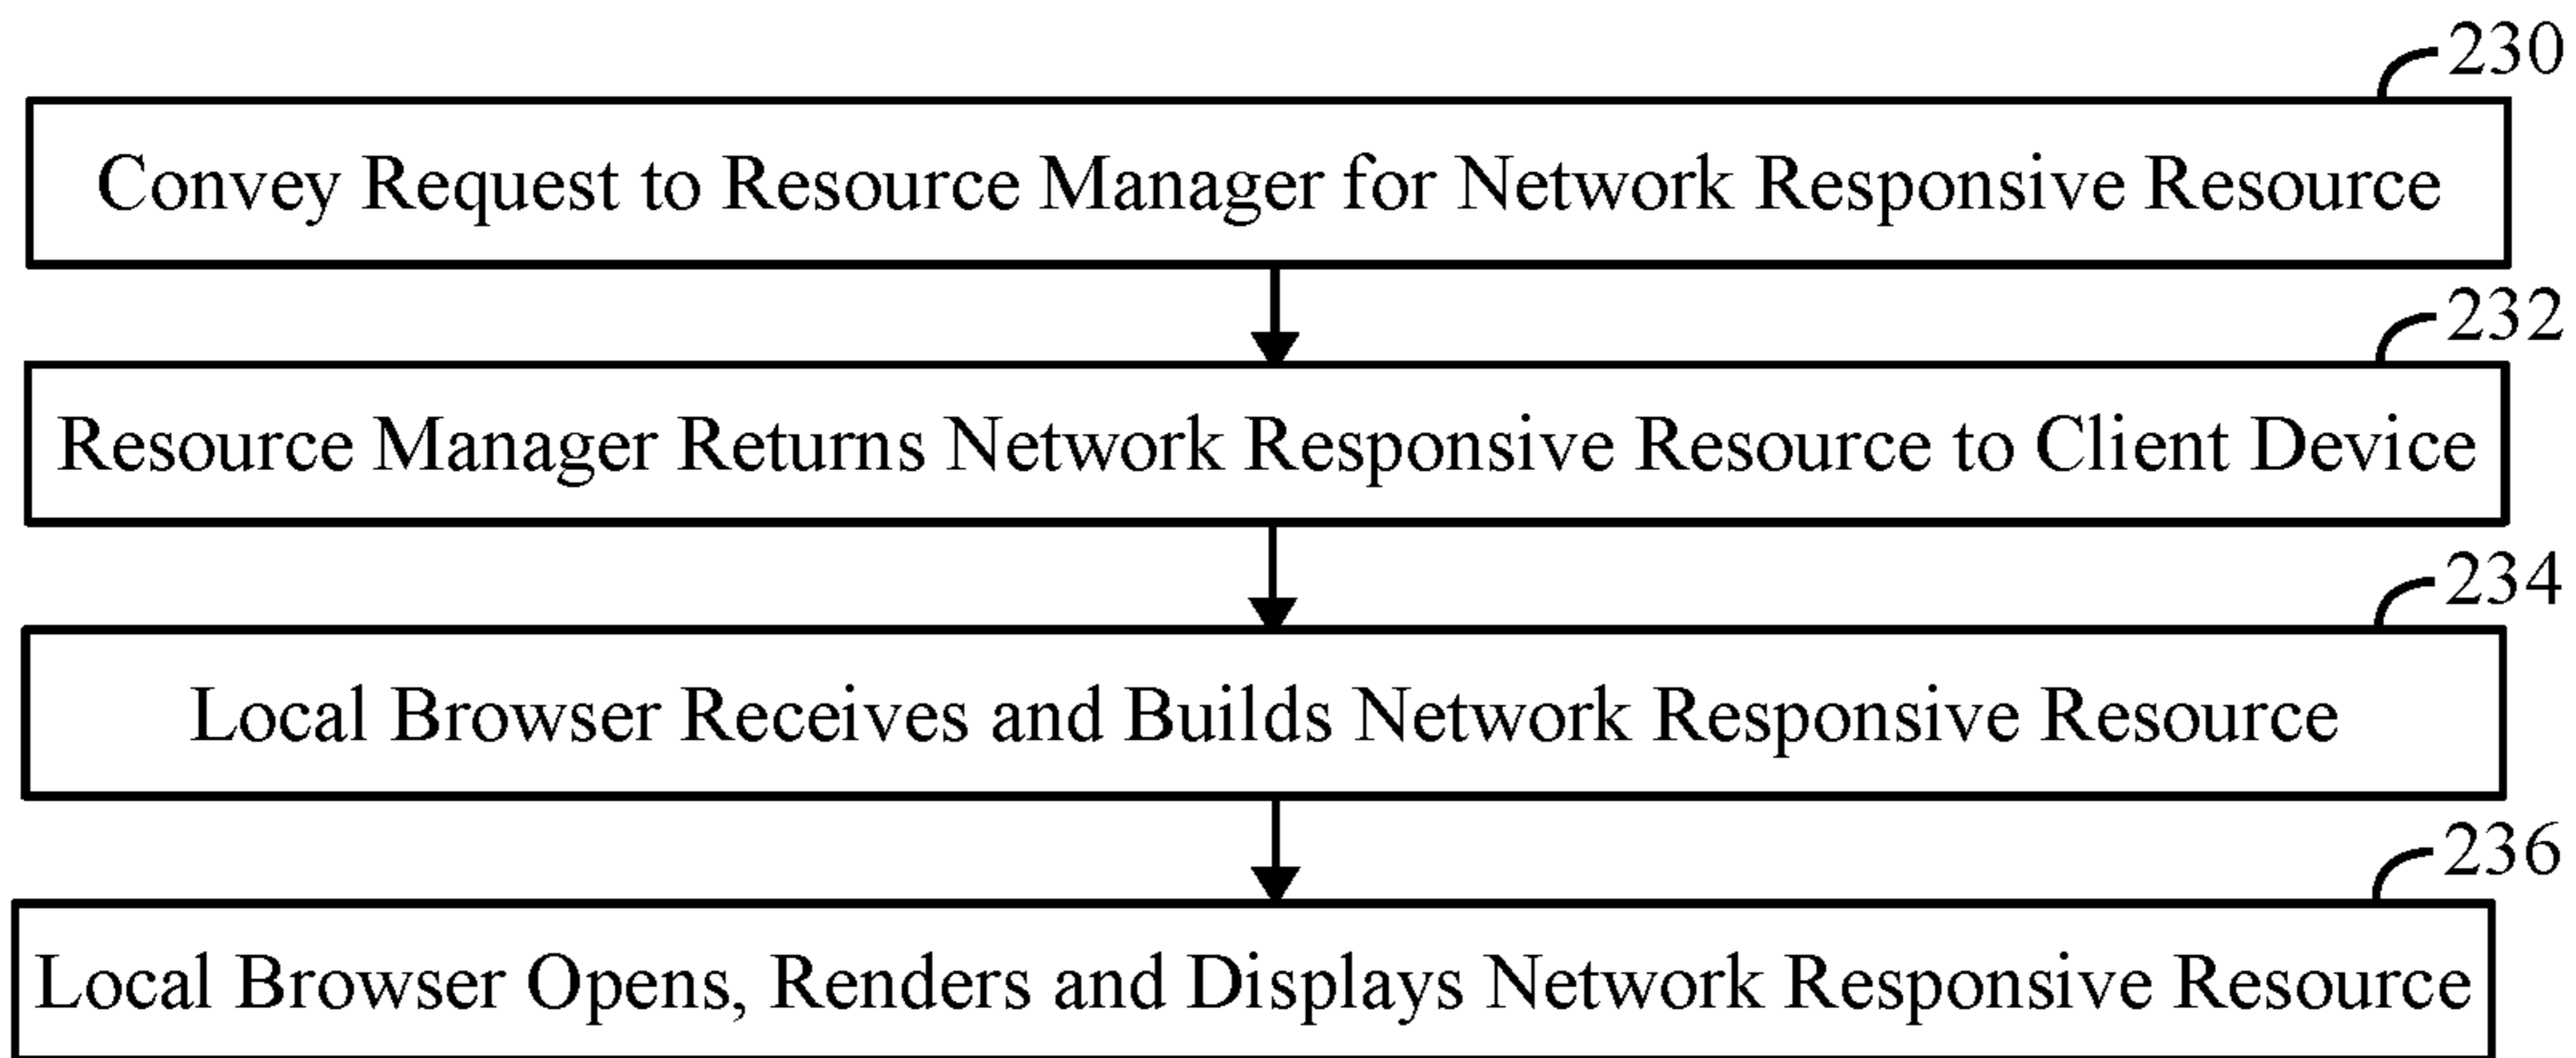 230
Convey Request to Resource Manager for Network Responsive Resource
232
Resource Manager Returns Network Responsive Resource to Client Device
234
Local Browser Receives and Builds Network Responsive Resource
236
Local Browser Opens, Renders and Displays Network Responsive Resource